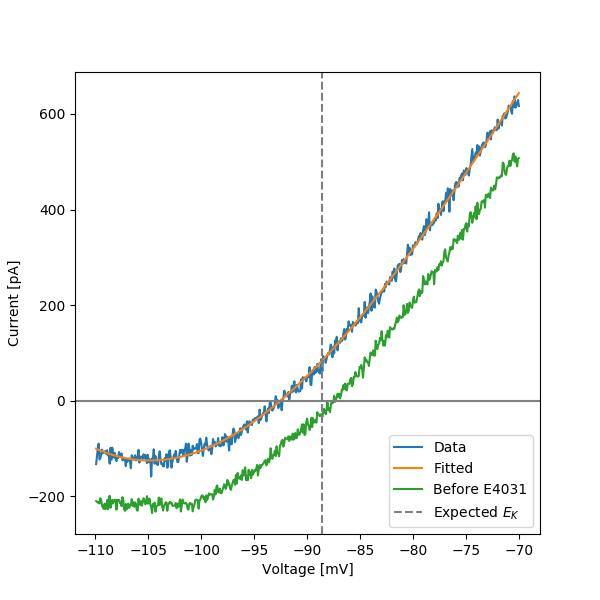 Current [pA]
600
400
200
0
−200
−110
−105
−100
−95
−90
−85
−80
−75
−70
Voltage [mV]
Data
Fitted
Before E4031
Expected E_K